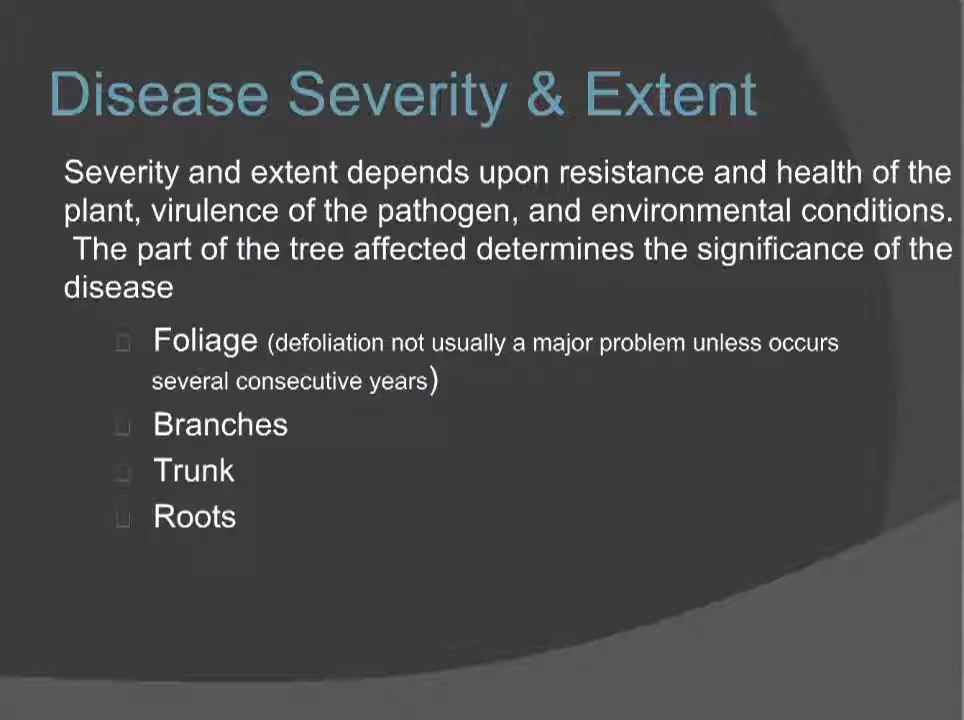 Disease Severity & Extent
Severity and extent depends upon resistance and health of the
plant, virulence of the pathogen, and environmental conditions.
The part of the tree affected determines the significance of the
disease
Foliage (defoliation not usually a major problem unless occurs
several consecutive years)
Branches
Trunk
Roots